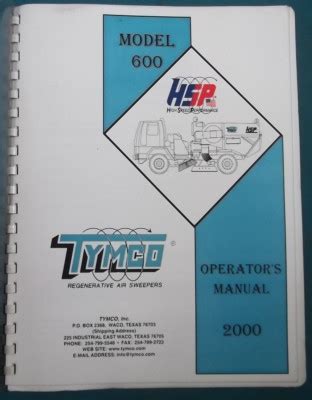 MODEL
600
HSP
HIGH SPEED PERFORMANCE
TYMCO
HSP
TYMCO®
REGENERATIVE AIR SWEEPERS
TYMCO, Inc.
P.O. BOX 2368, WACO, TEXAS 76703
(Shipping Address)
225 INDUSTRIAL EAST WACO, TEXAS 76705
PHONE: 254-799-5546 - FAX: 254-799-2722
WEB SITE: www.tymco.com
E-MAIL ADDRESS: info@tymco.com
OPERATOR'S
MANUAL
2000